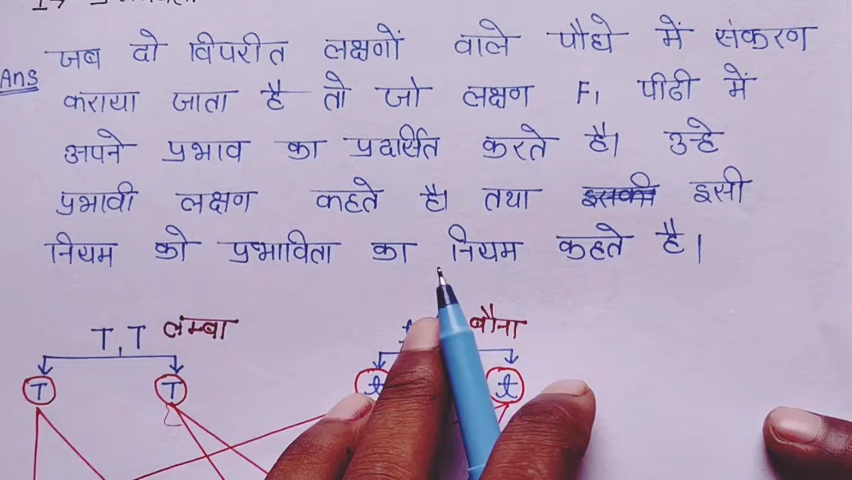 Ans जब दो विपरीत लक्षणों वाले पौधे में संकरण
कराया जाता है तो जो लक्षण F₁ पीढी में
अपने प्रभाव का प्रदर्सित करते है। उन्हे
प्रभावी लक्षण कहते है। तथा इसकी इसी
नियम को प्रभाविता का नियम कहते है।
T,T लंम्बा बौना
T T t t